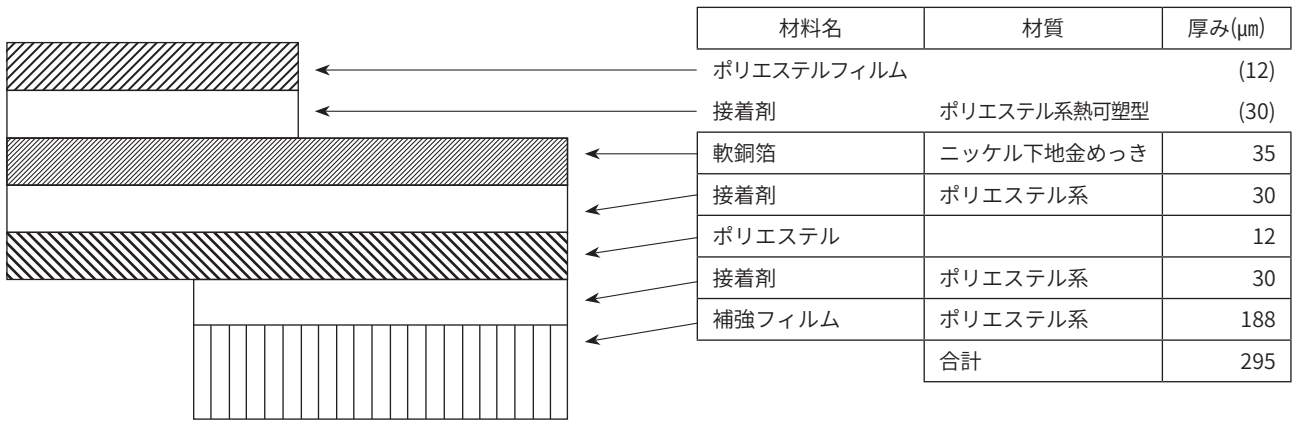 材料名 材質 厚み(㎛)
ポリエステルフィルム (12)
接着剤 ポリエステル系熱可塑型 (30)
軟銅箔 ニッケル下地金めっき 35
接着剤 ポリエステル系 30
ポリエステル 12
接着剤 ポリエステル系 30
補強フィルム ポリエステル系 188
合計 295